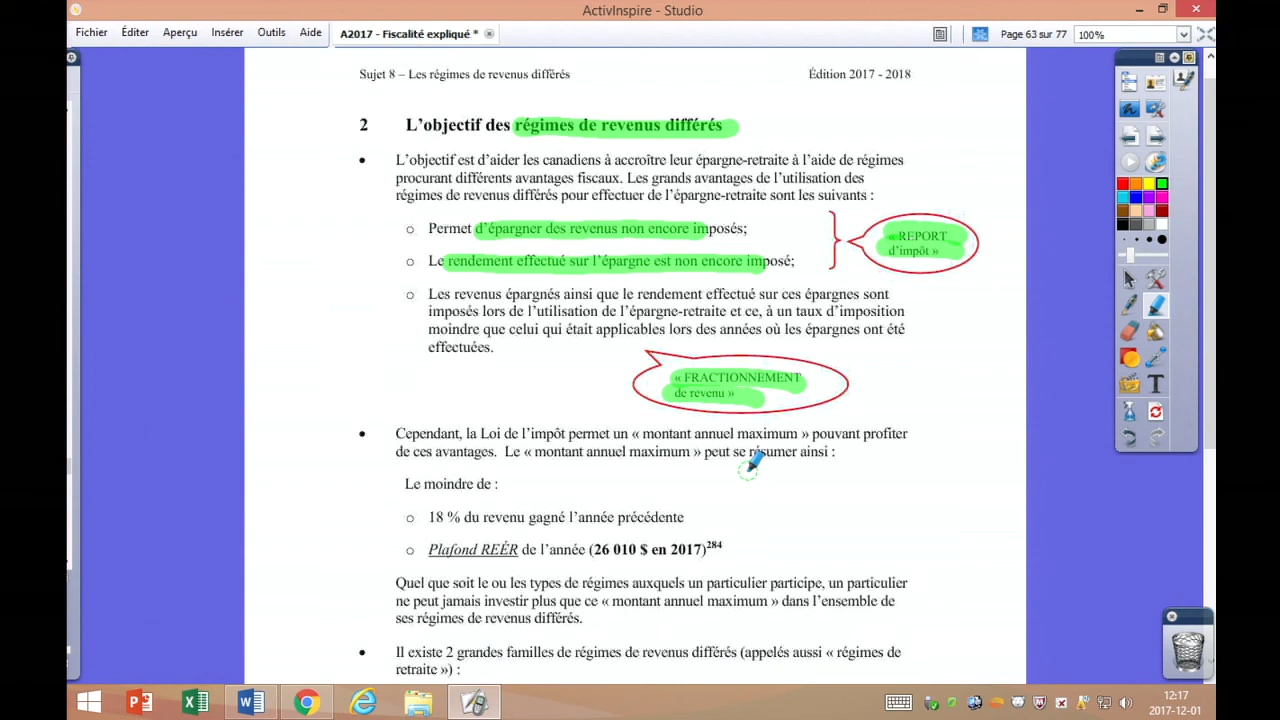 ActivInspire - Studio
Fichier Éditer Aperçu Insérer Outils Aide A2017 - Fiscalité expliqué * Page 63 sur 77 100%
Sujet 8 – Les régimes de revenus différés Édition 2017 - 2018
2 L’objectif des régimes de revenus différés
• L’objectif est d’aider les canadiens à accroître leur épargne-retraite à l’aide de régimes
procurant différents avantages fiscaux. Les grands avantages de l’utilisation des
régimes de revenus différés pour effectuer de l’épargne-retraite sont les suivants :
o Permet d’épargner des revenus non encore imposés;
« REPORT
d’impôt »
o Le rendement effectué sur l’épargne est non encore imposé;
o Les revenus épargnés ainsi que le rendement effectué sur ces épargnes sont
imposés lors de l’utilisation de l’épargne-retraite et ce, à un taux d’imposition
moindre que celui qui était applicables lors des années où les épargnes ont été
effectuées.
« FRACTIONNEMENT
de revenu »
• Cependant, la Loi de l’impôt permet un « montant annuel maximum » pouvant profiter
de ces avantages. Le « montant annuel maximum » peut se résumer ainsi :
Le moindre de :
o 18 % du revenu gagné l’année précédente
o Plafond REÉR de l’année (26 010 $ en 2017)284
Quel que soit le ou les types de régimes auxquels un particulier participe, un particulier
ne peut jamais investir plus que ce « montant annuel maximum » dans l’ensemble de
ses régimes de revenus différés.
• Il existe 2 grandes familles de régimes de revenus différés (appelés aussi « régimes de
retraite ») :
12:17
2017-12-01